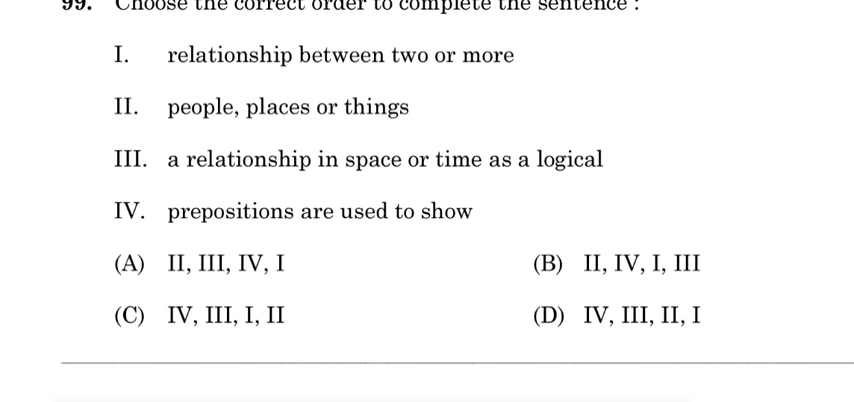 99. Choose the correct order to complete the sentence :
I. relationship between two or more
II. people, places or things
III. a relationship in space or time as a logical
IV. prepositions are used to show
(A) II, III, IV, I (B) II, IV, I, III
(C) IV, III, I, II (D) IV, III, II, I